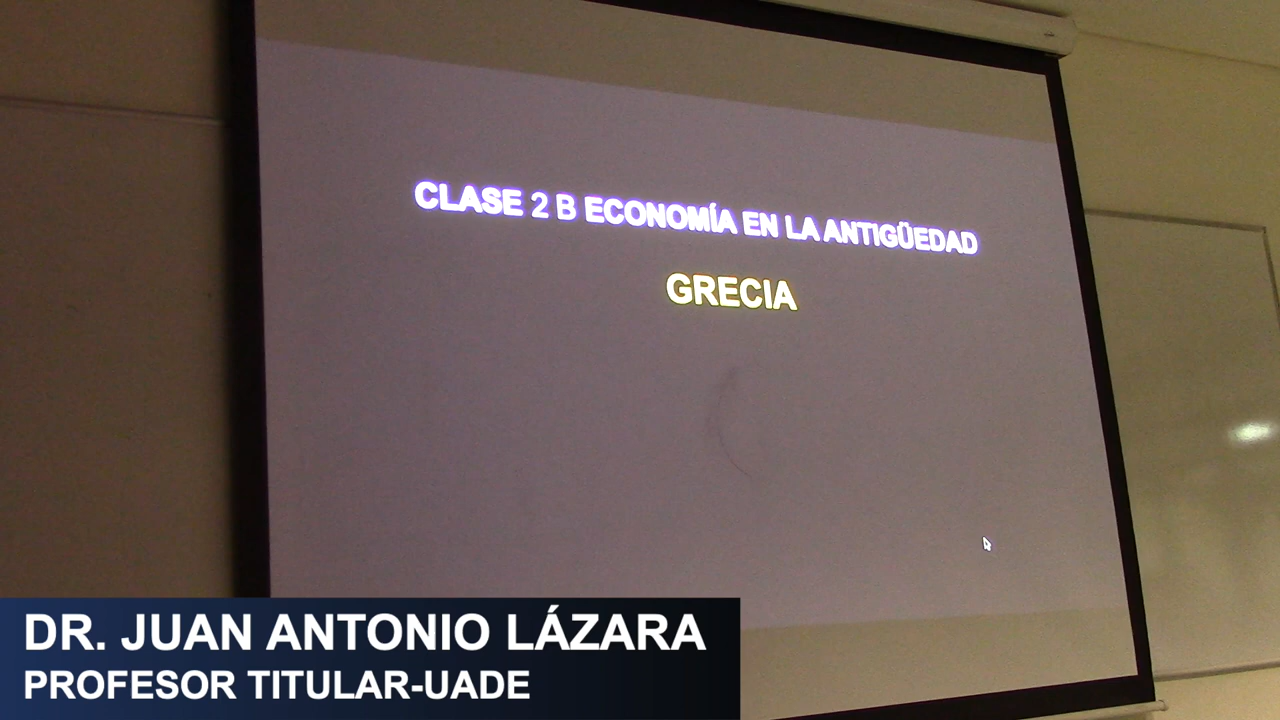 CLASE 2 B ECONOMÍA EN LA ANTIGÜEDAD
GRECIA
DR. JUAN ANTONIO LÁZARA
PROFESOR TITULAR-UADE